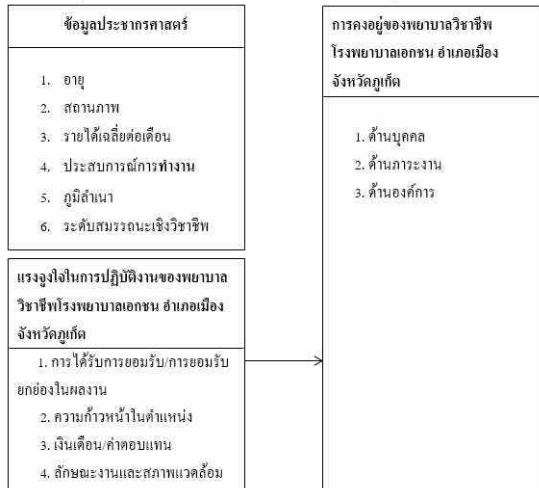 ข้อมูลประชากรศาสตร์
1. อายุ
2. สถานภาพ
3. รายได้เฉลี่ยต่อเดือน
4. ประสบการณ์การทำงาน
5. ภูมิลำเนา
6. ระดับสมรรถนะเชิงวิชาชีพ
แรงจูงใจในการปฏิบัติงานของพยาบาล
วิชาชีพโรงพยาบาลเอกชน อำเภอเมือง
จังหวัดภูเก็ต
1. การได้รับการยอมรับ/การยอมรับ
ยกย่องในผลงาน
2. ความก้าวหน้าในตำแหน่ง
3. เงินเดือน/ค่าตอบแทน
4. ลักษณะงานและสภาพแวดล้อม
การคงอยู่ของพยาบาลวิชาชีพ
โรงพยาบาลเอกชน อำเภอเมือง
จังหวัดภูเก็ต
1. ด้านบุคคล
2. ด้านภาระงาน
3. ด้านองค์การ